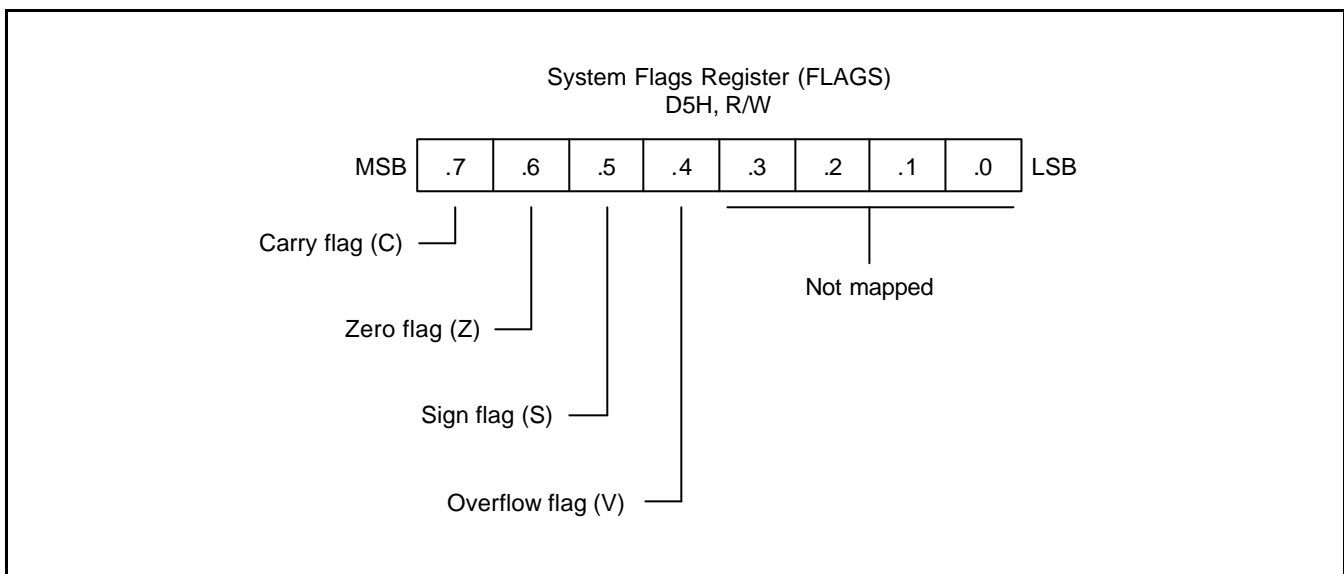 System Flags Register (FLAGS)
D5H, R/W
MSB .7 .6 .5 .4 .3 .2 .1 .0 LSB
Carry flag (C)
Not mapped
Zero flag (Z)
Sign flag (S)
Overflow flag (V)